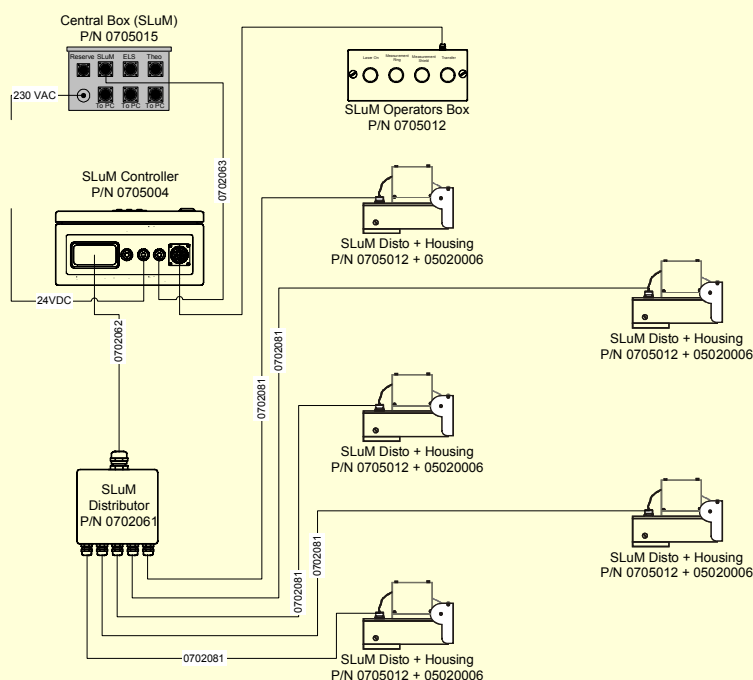 Central Box (SLuM)
P/N 0705015
Reserve SLuM ELS Theo
To PC To PC To PC
230 VAC
Laser On Measurement Ring Measurement Shield Transfer
SLuM Operators Box
P/N 0705012
0702063
SLuM Controller
P/N 0705004
24VDC
0702062
SLuM Disto + Housing
P/N 0705012 + 05020006
SLuM Disto + Housing
P/N 0705012 + 05020006
0702081
0702081
SLuM Disto + Housing
P/N 0705012 + 05020006
SLuM
Distributor
P/N 0702061
SLuM Disto + Housing
P/N 0705012 + 05020006
0702081
0702081
0702081
SLuM Disto + Housing
P/N 0705012 + 05020006